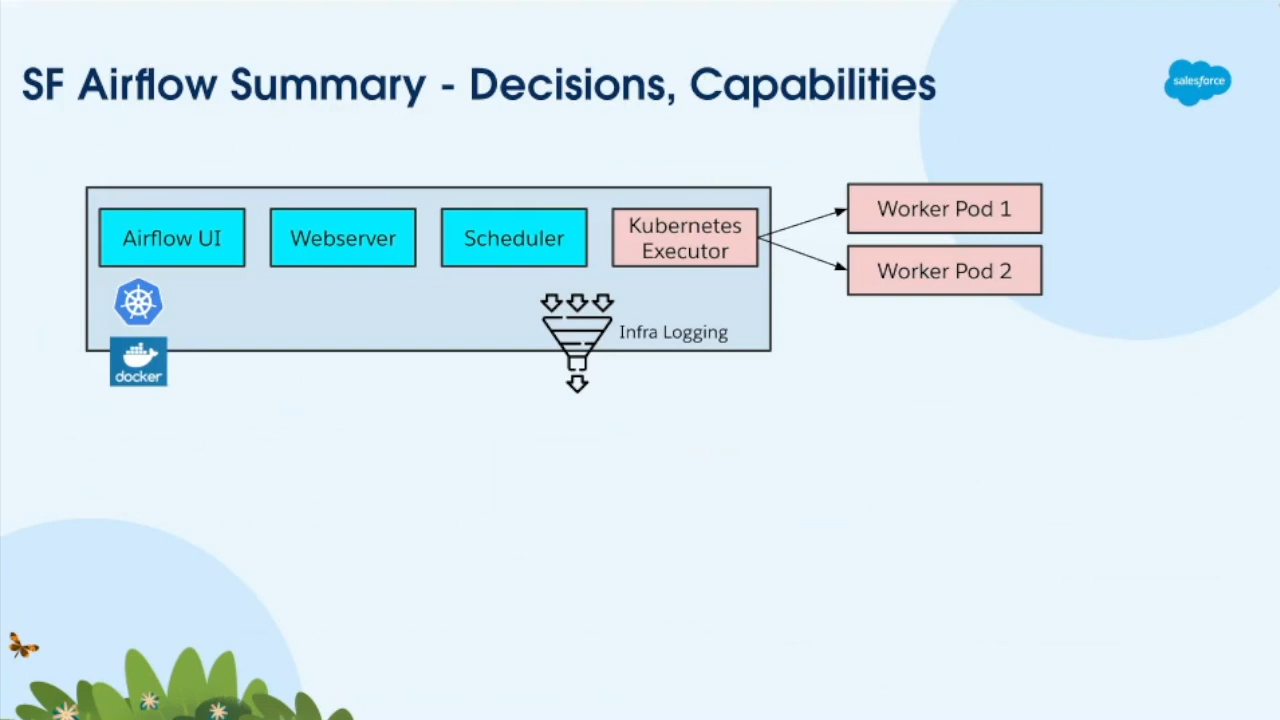 SF Airflow Summary - Decisions, Capabilities
salesforce
Airflow UI
Webserver
Scheduler
Kubernetes
Executor
Worker Pod 1
Worker Pod 2
Infra Logging
docker